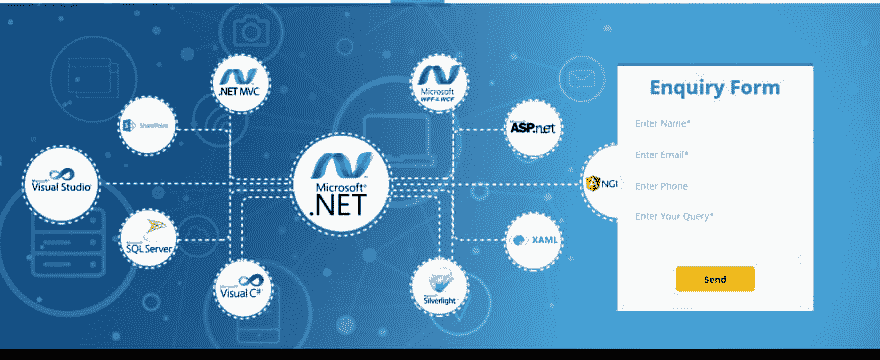 .NET MVC
Microsoft
WPF & WCF
SharePoint
Microsoft
ASP.net
Visual Studio
Microsoft®
.NET
NGI
SQL Server
XAML
Visual C#
Silverlight
Enquiry Form
Enter Name*
Enter Email*
Enter Phone
Enter Your Query*
Send